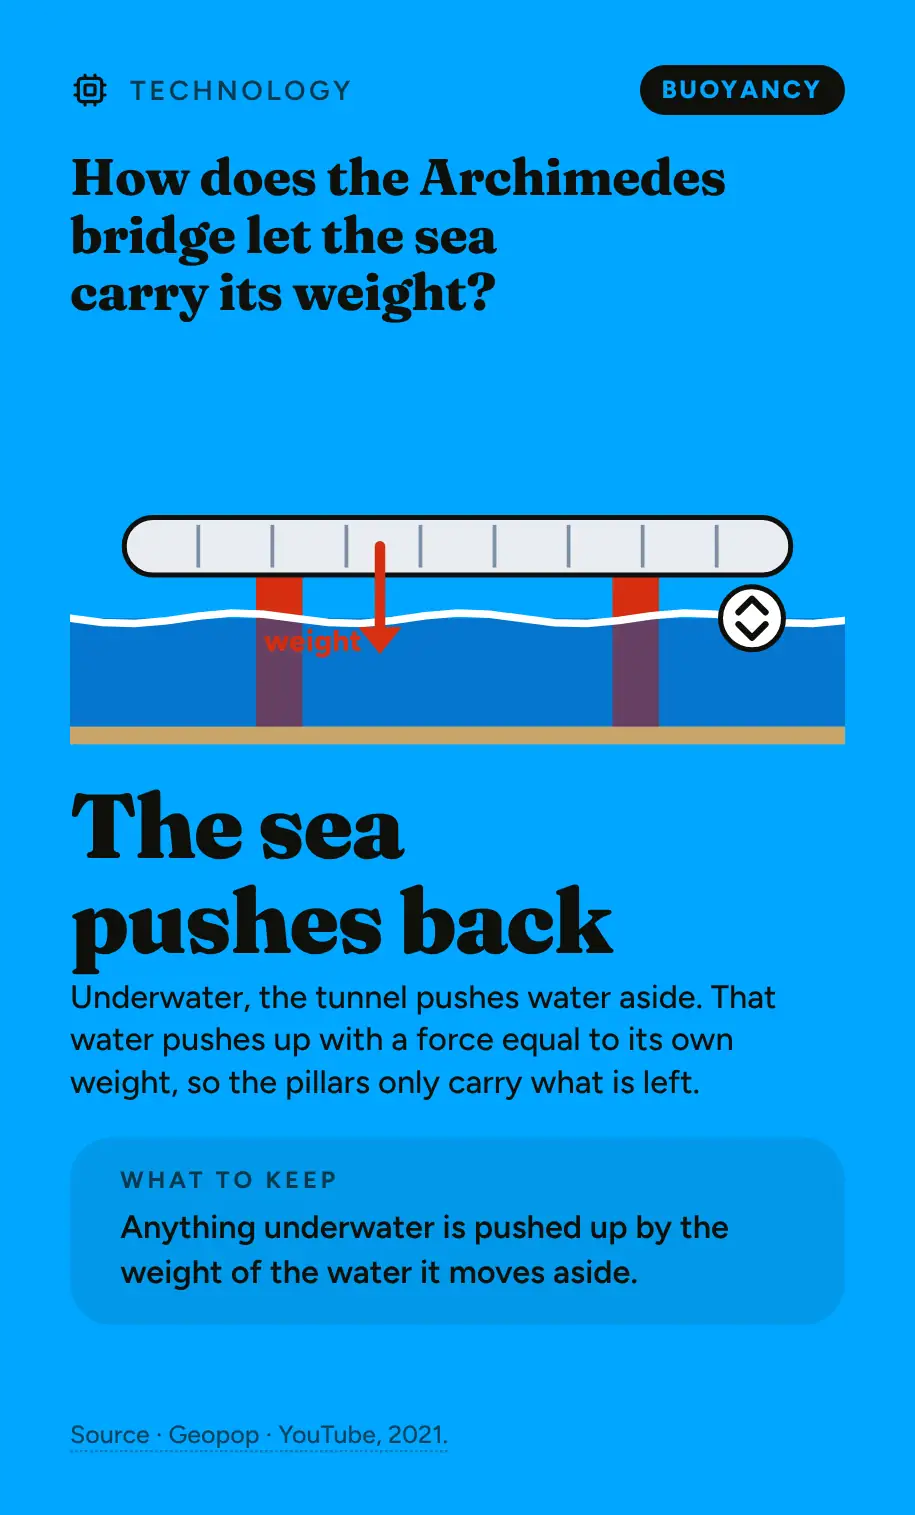 TECHNOLOGY
BUOYANCY
How does the Archimedes
bridge let the sea
carry its weight?
weight
The sea
pushes back
Underwater, the tunnel pushes water aside. That
water pushes up with a force equal to its own
weight, so the pillars only carry what is left.
WHAT TO KEEP
Anything underwater is pushed up by the
weight of the water it moves aside.
Source · Geopop · YouTube, 2021.